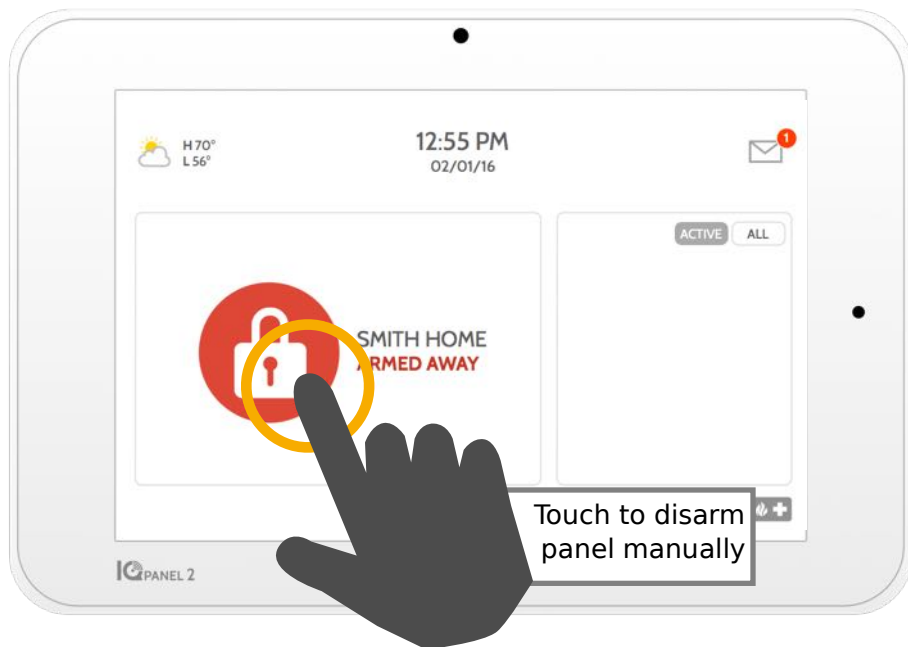 H 70°
L 56°
12:55 PM
02/01/16
1
ACTIVE
ALL
SMITH HOME
ARMED AWAY
Touch to disarm
panel manually
IQ PANEL 2